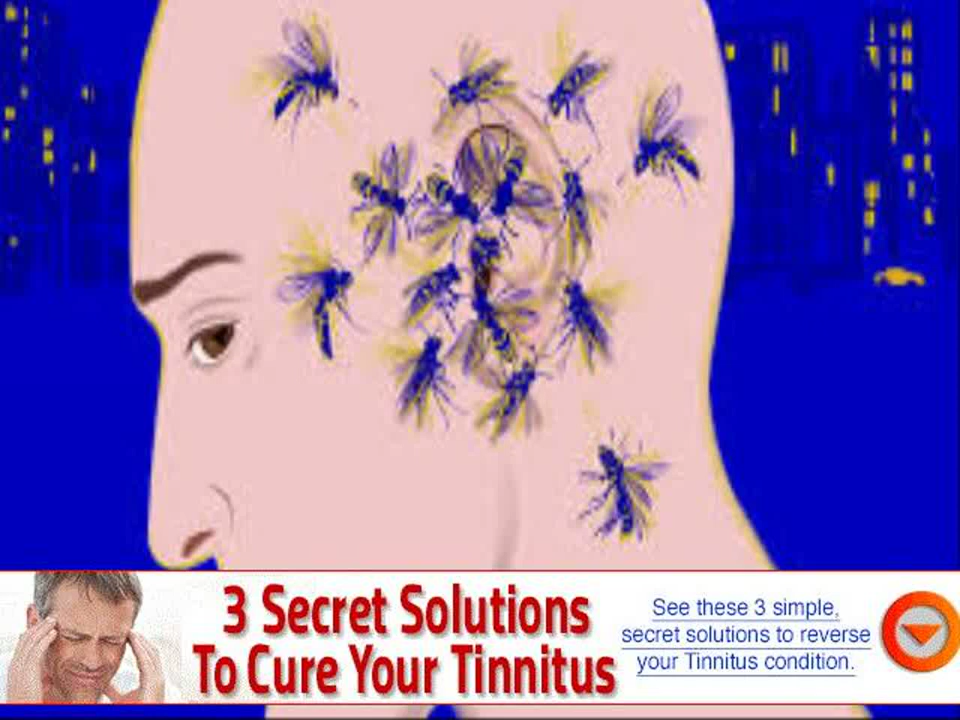 3 Secret Solutions
To Cure Your Tinnitus
See these 3 simple,
secret solutions to reverse
your Tinnitus condition.